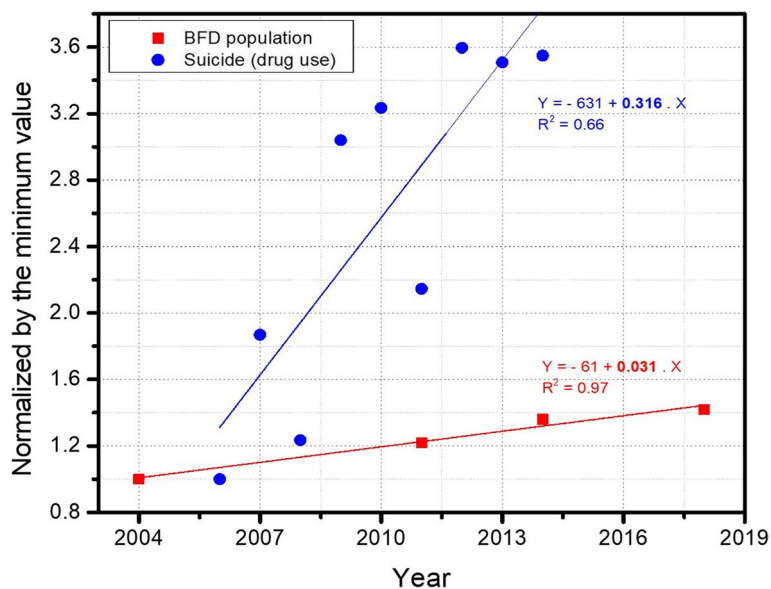 BFD population
Suicide (drug use)
Y = - 631 + 0.316 . X
R² = 0.66
Y = - 61 + 0.031 . X
R² = 0.97
Normalized by the minimum value
3.6
3.2
2.8
2.4
2.0
1.6
1.2
0.8
2004 2007 2010 2013 2016 2019
Year